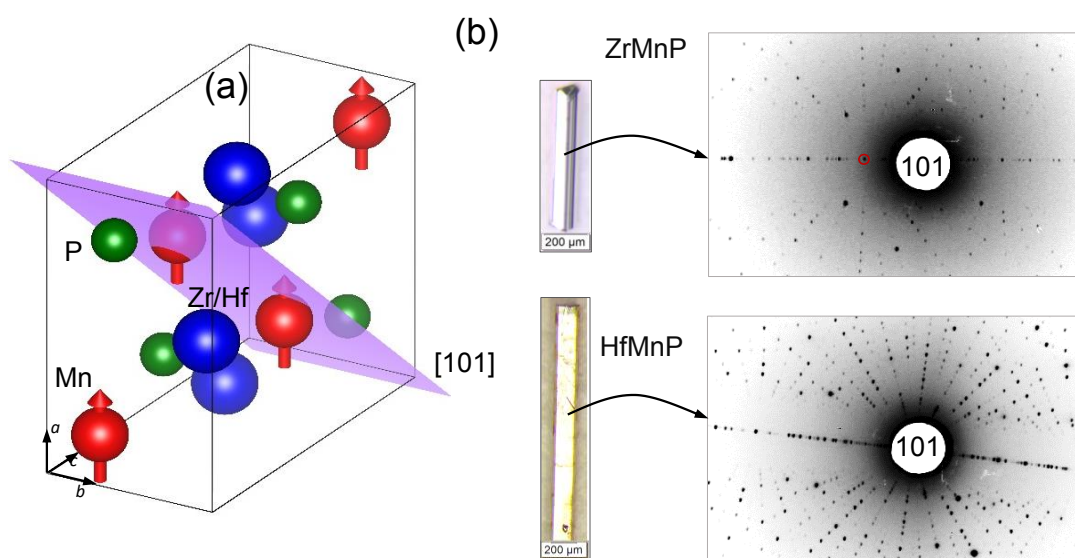 (a)
P
Zr/Hf
Mn
[101]
a
c
b
(b)
ZrMnP
200 µm
101
HfMnP
200 µm
101